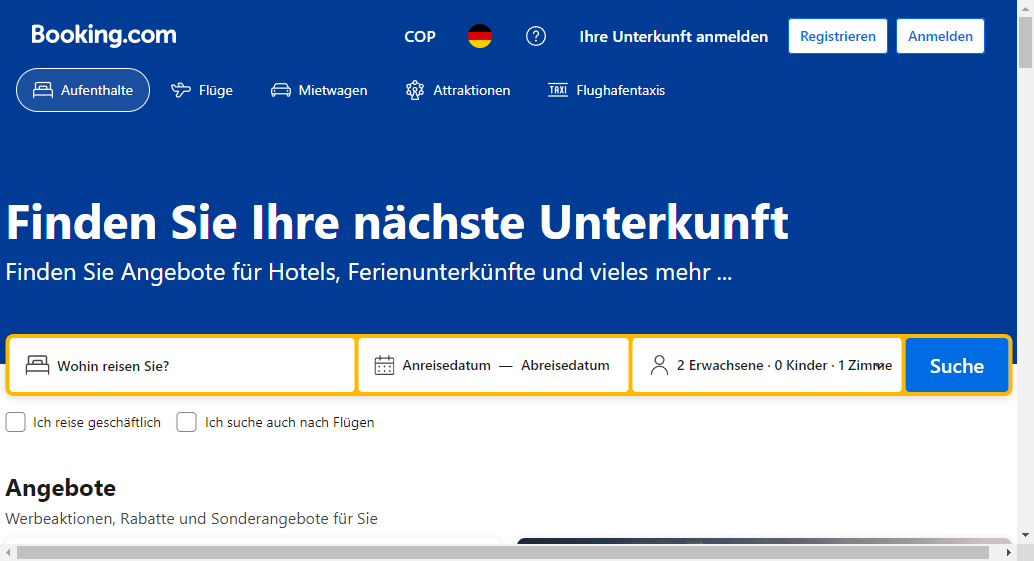 Booking.com
COP
Ihre Unterkunft anmelden
Registrieren
Anmelden
Aufenthalte
Flüge
Mietwagen
Attraktionen
TAXI Flughafentaxis
Finden Sie Ihre nächste Unterkunft
Finden Sie Angebote für Hotels, Ferienunterkünfte und vieles mehr ...
Wohin reisen Sie?
Anreisedatum — Abreisedatum
2 Erwachsene · 0 Kinder · 1 Zimmer
Suche
Ich reise geschäftlich
Ich suche auch nach Flügen
Angebote
Werbeaktionen, Rabatte und Sonderangebote für Sie